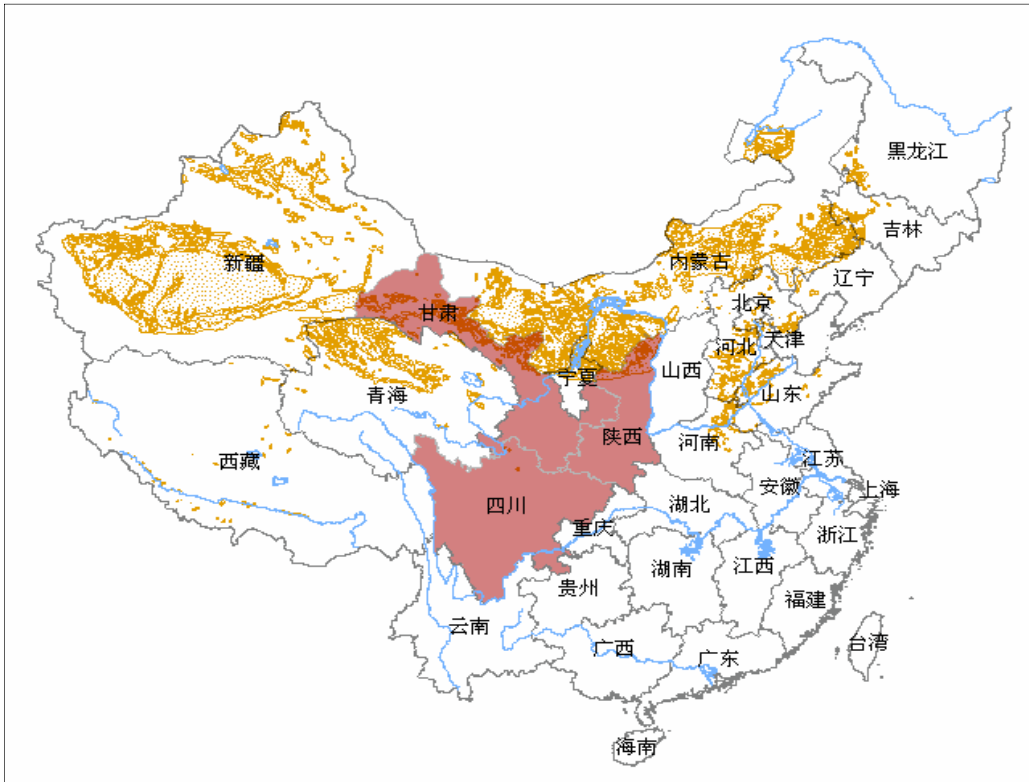 黑龙江
吉林
新疆
内蒙古
辽宁
北京
甘肃
天津
河北
宁夏
山西
青海
山东
陕西
河南
西藏
江苏
安徽
上海
四川
湖北
重庆
浙江
湖南
江西
贵州
福建
云南
广西
台湾
广东
海南